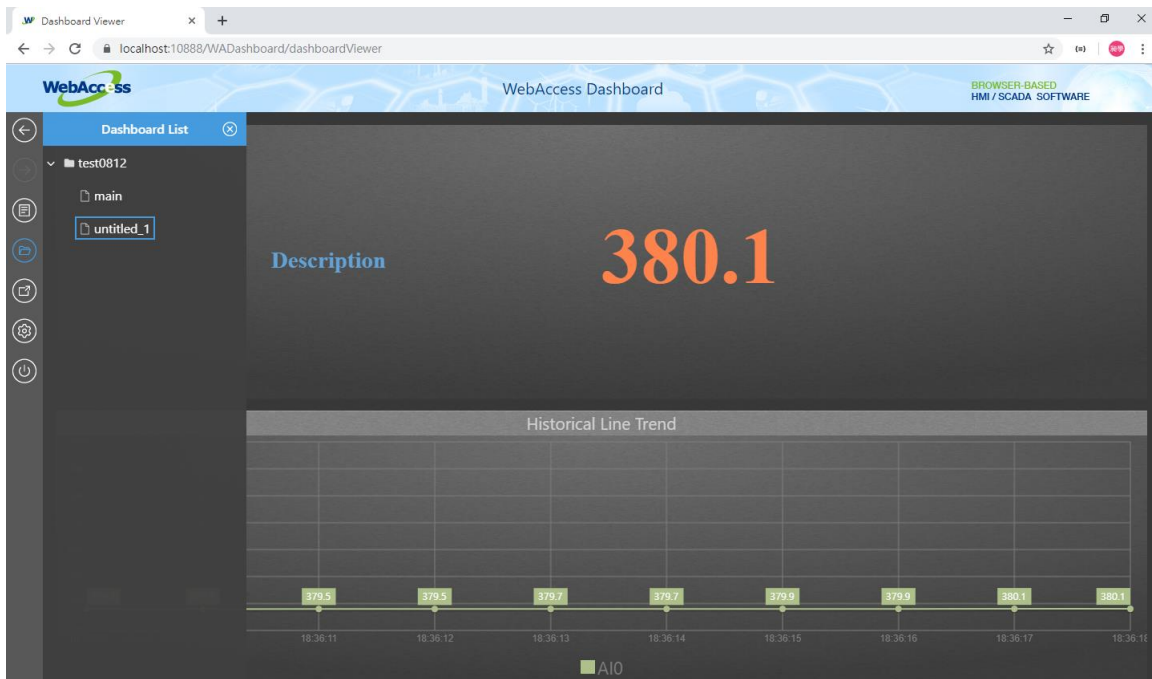 Dashboard Viewer
localhost:10888/WADashboard/dashboardViewer
WebAccess
WebAccess Dashboard
BROWSER-BASED
HMI / SCADA SOFTWARE
Dashboard List
test0812
main
untitled_1
Description
380.1
Historical Line Trend
379.5 379.5 379.7 379.7 379.9 379.9 380.1 380.1
18:36:11 18:36:12 18:36:13 18:36:14 18:36:15 18:36:16 18:36:17 18:36:18
AI0